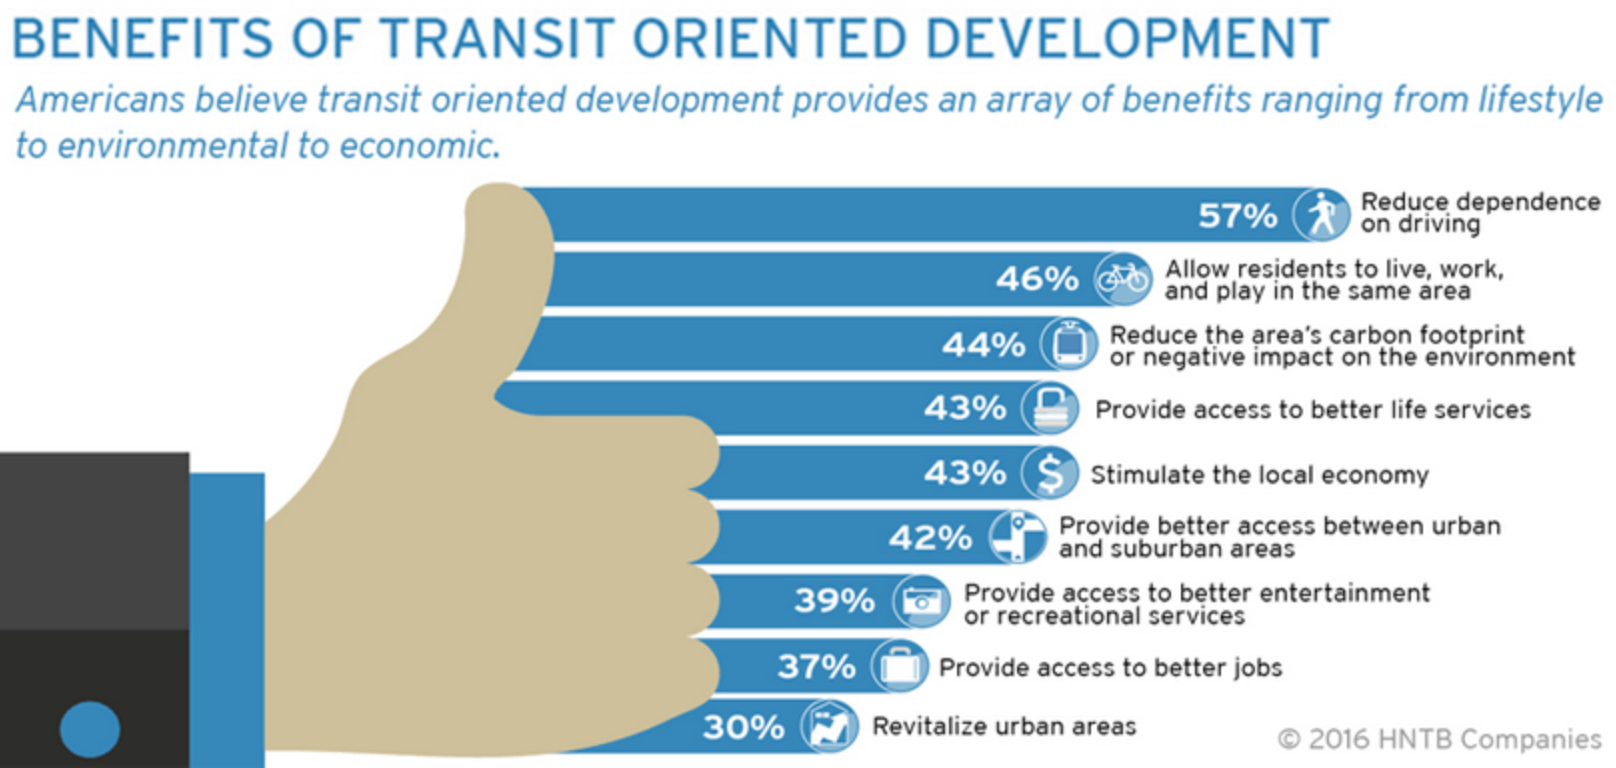 BENEFITS OF TRANSIT ORIENTED DEVELOPMENT
Americans believe transit oriented development provides an array of benefits ranging from lifestyle
to environmental to economic.
57% Reduce dependence
on driving
46% Allow residents to live, work,
and play in the same area
44% Reduce the area's carbon footprint
or negative impact on the environment
43% Provide access to better life services
43% $ Stimulate the local economy
42% Provide better access between urban
and suburban areas
39% Provide access to better entertainment
or recreational services
37% Provide access to better jobs
30% Revitalize urban areas
© 2016 HNTB Companies